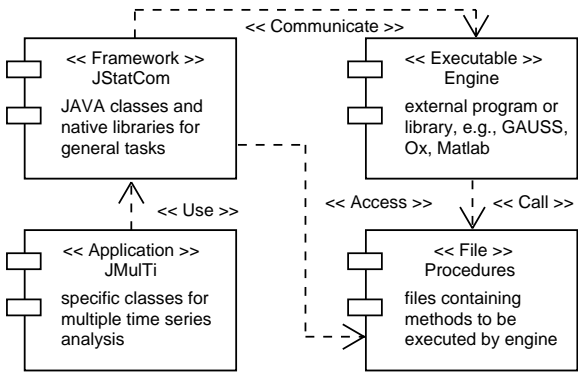 << Communicate >>
<< Framework >>
JStatCom
JAVA classes and
native libraries for
general tasks
<< Executable >>
Engine
external program or
library, e.g., GAUSS,
Ox, Matlab
<< Use >>
<< Access >>
<< Call >>
<< Application >>
JMulTi
specific classes for
multiple time series
analysis
<< File >>
Procedures
files containing
methods to be
executed by engine